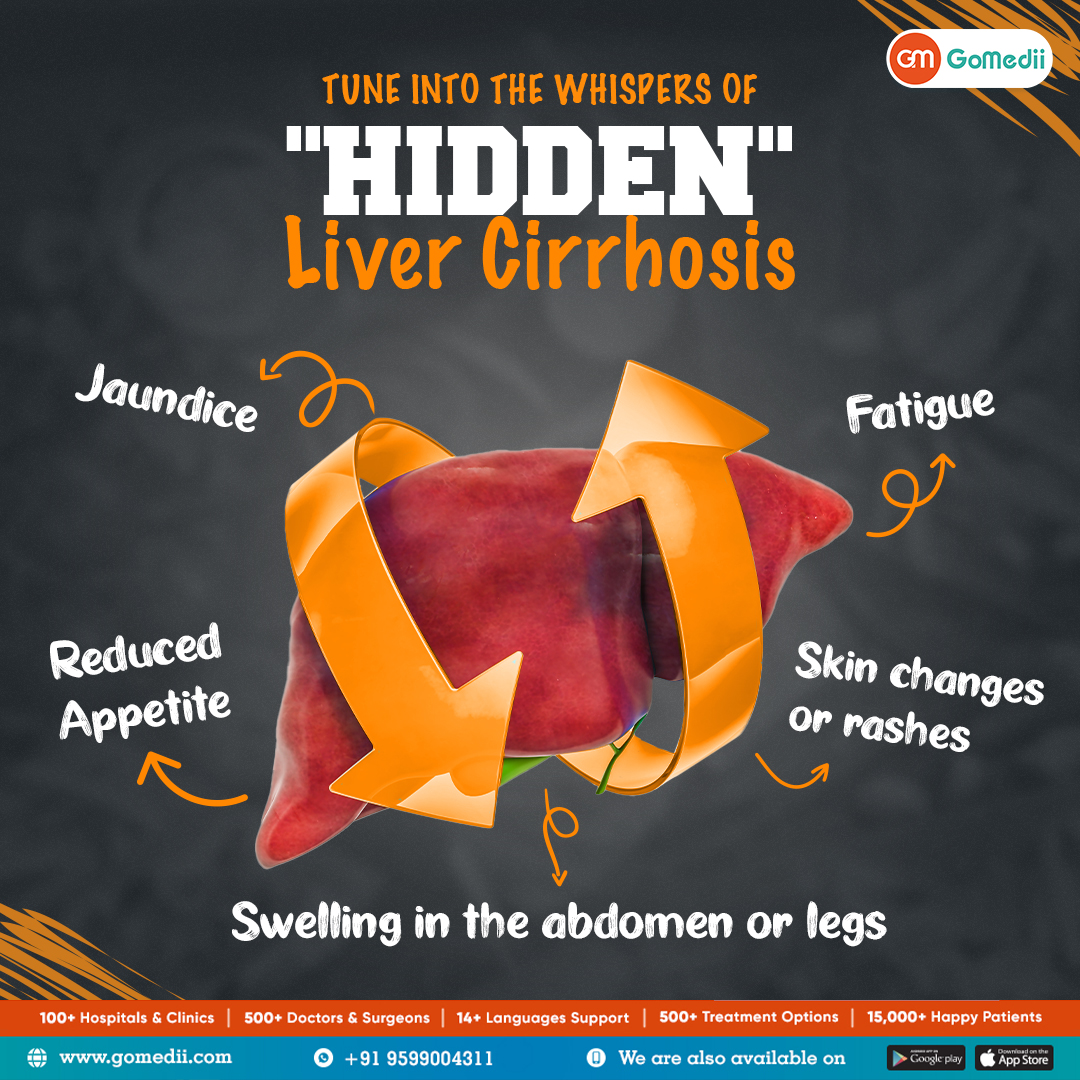 GM GoMedii
TUNE INTO THE WHISPERS OF
"HIDDEN"
Liver Cirrhosis
Jaundice
Fatigue
Reduced
Appetite
Skin changes
or rashes
Swelling in the abdomen or legs
100+ Hospitals & Clinics | 500+ Doctors & Surgeons | 14+ Languages Support | 500+ Treatment Options | 15,000+ Happy Patients
www.gomedii.com +91 9599004311 We are also available on
ANDROID APP ON
Google play
Download on the
App Store